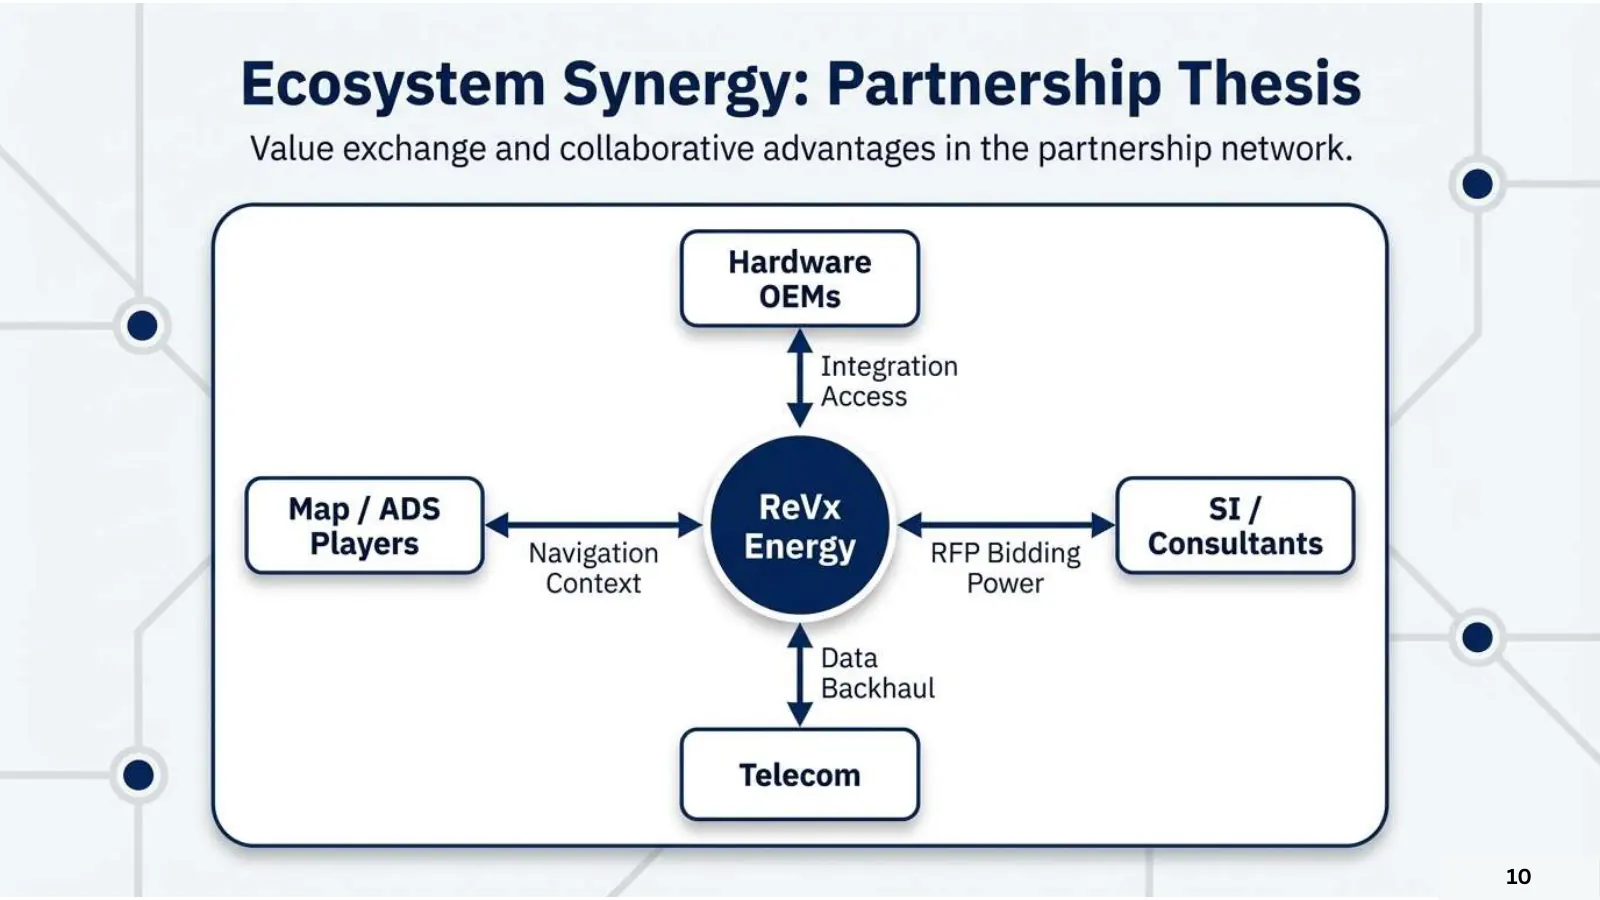 Ecosystem Synergy: Partnership Thesis
Value exchange and collaborative advantages in the partnership network.
Hardware
OEMs
Integration
Access
Map / ADS
Players
Navigation
Context
ReVx
Energy
RFP Bidding
Power
SI /
Consultants
Data
Backhaul
Telecom
10